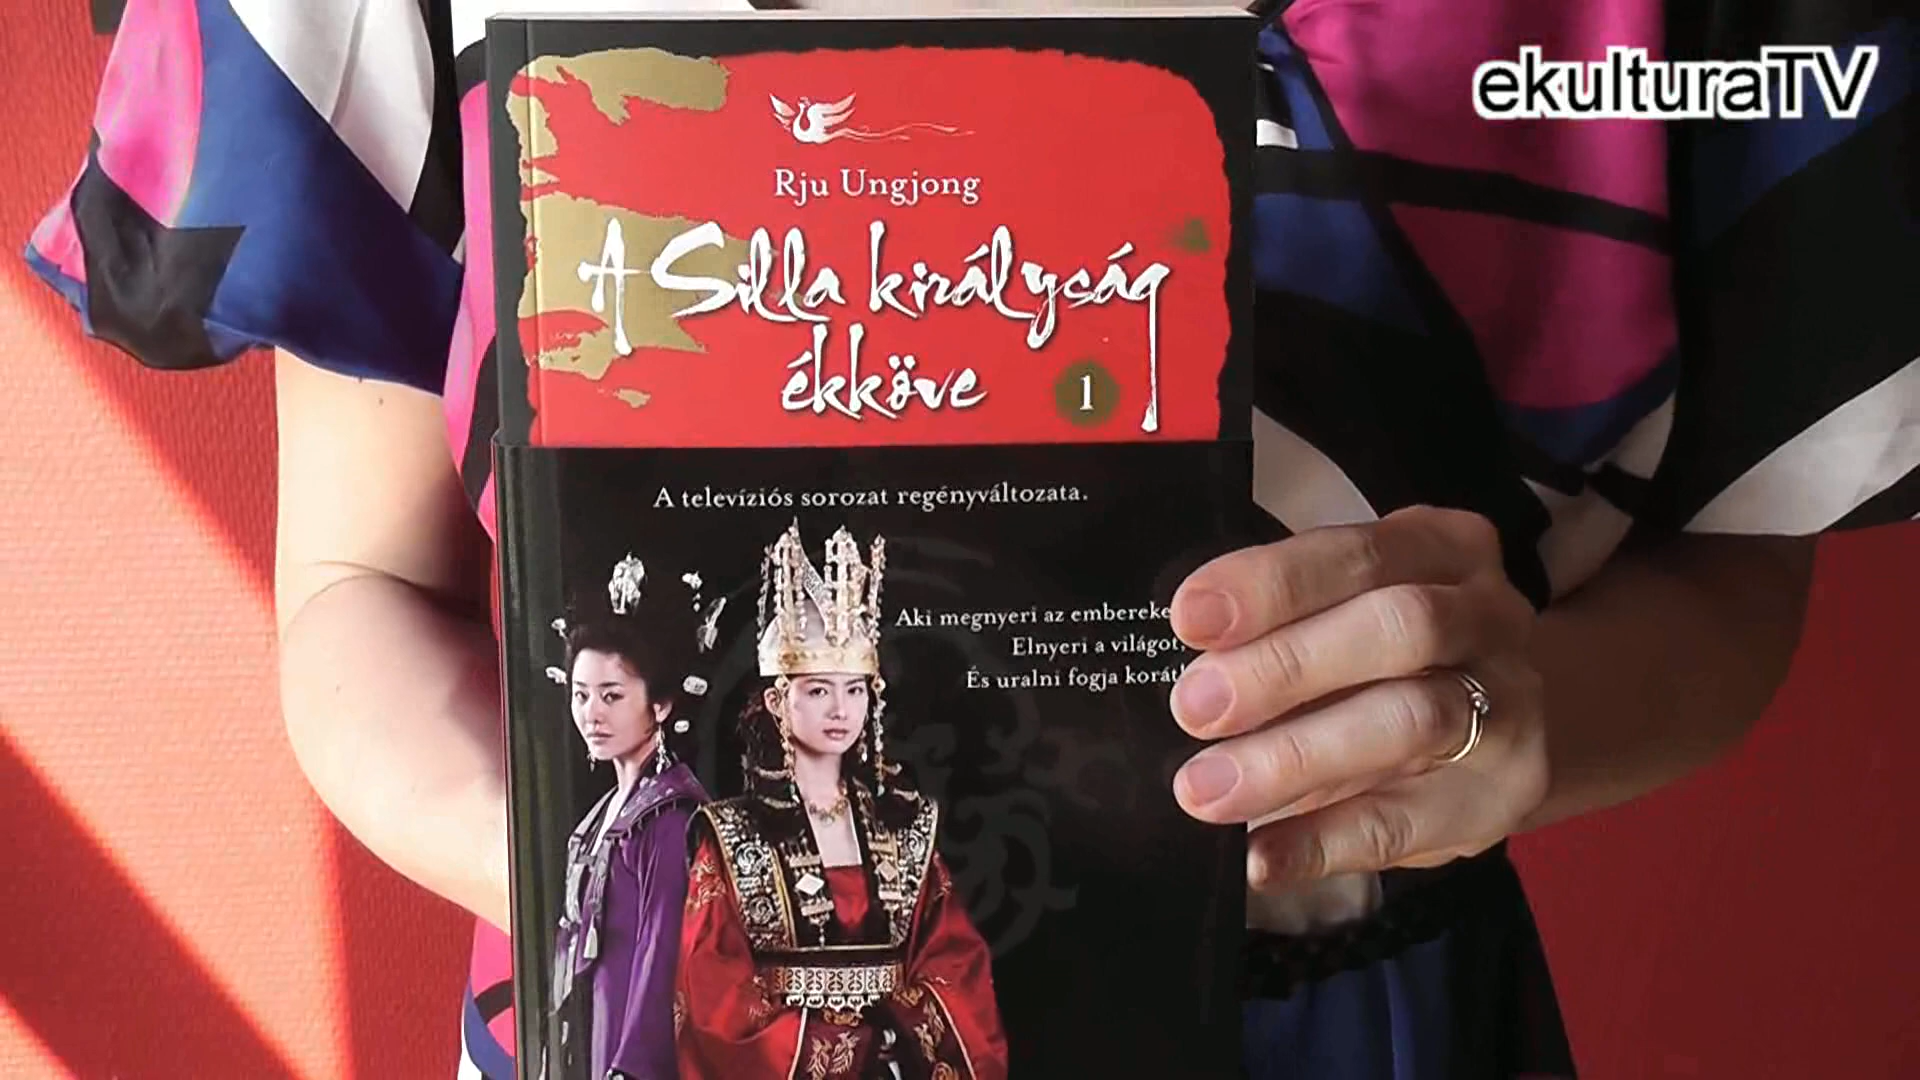 ekulturaTV
Rju Ungjong
A Silla királyság
ékköve
1
A televíziós sorozat regényváltozata.
Aki megnyeri az embereke
Elnyeri a világot,
És uralni fogja korát!